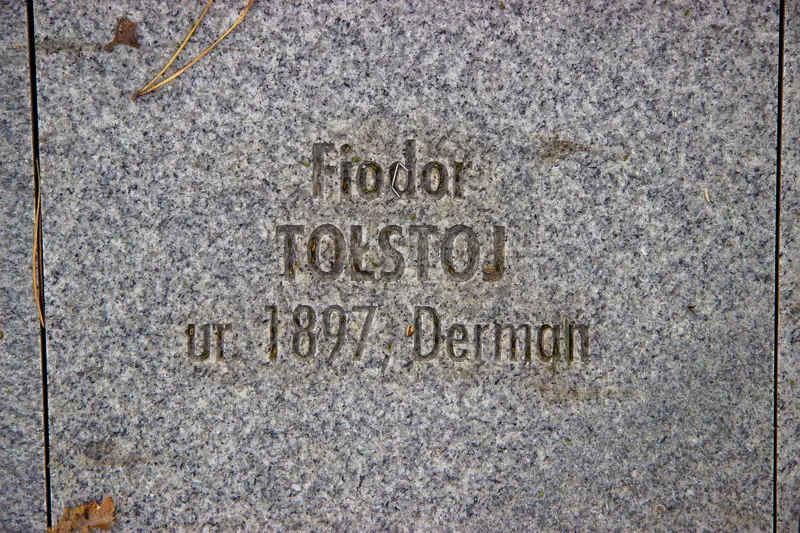 Fiodor
TOŁSTOJ
ur. 1897, Dermań